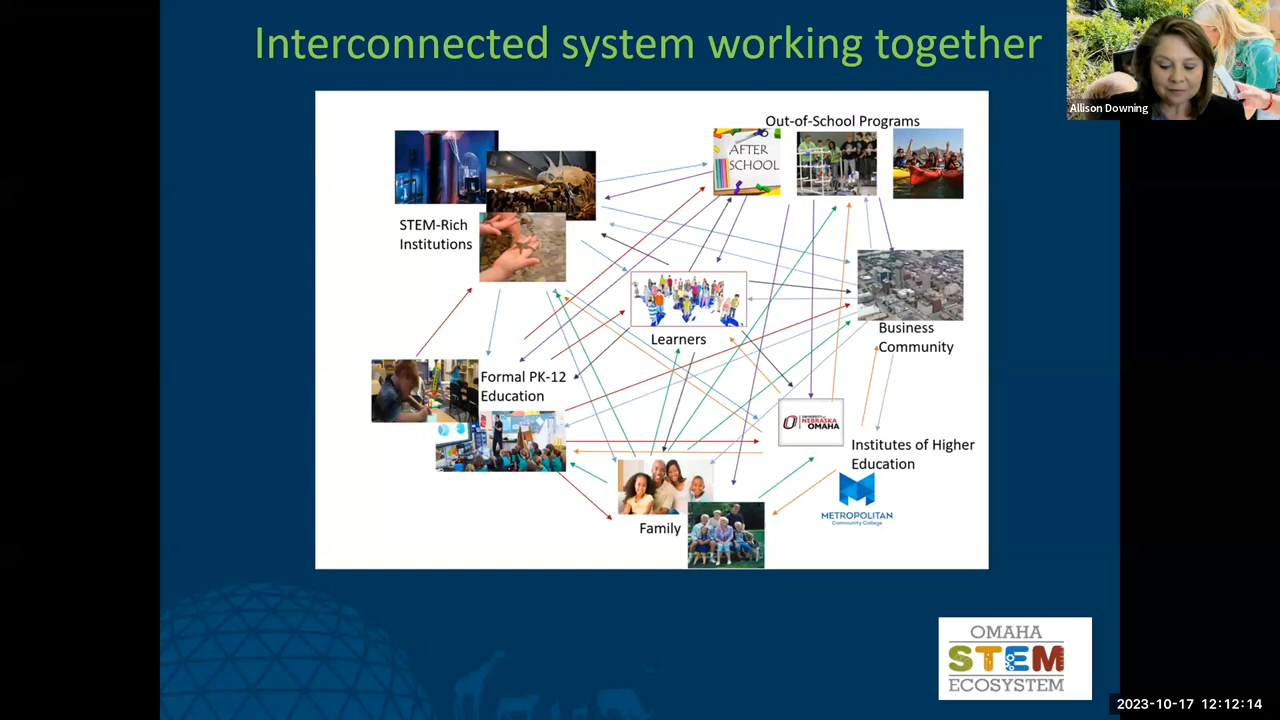 Interconnected system working together
Allison Downing
Out-of-School Programs
AFTER
SCHOOL
STEM-Rich
Institutions
Learners
Business
Community
Formal PK-12
Education
UNIVERSITY of
NEBRASKA
OMAHA
Institutes of Higher
Education
METROPOLITAN
Community College
Family
OMAHA
STEM
ECOSYSTEM
2023-10-17 12:12:14